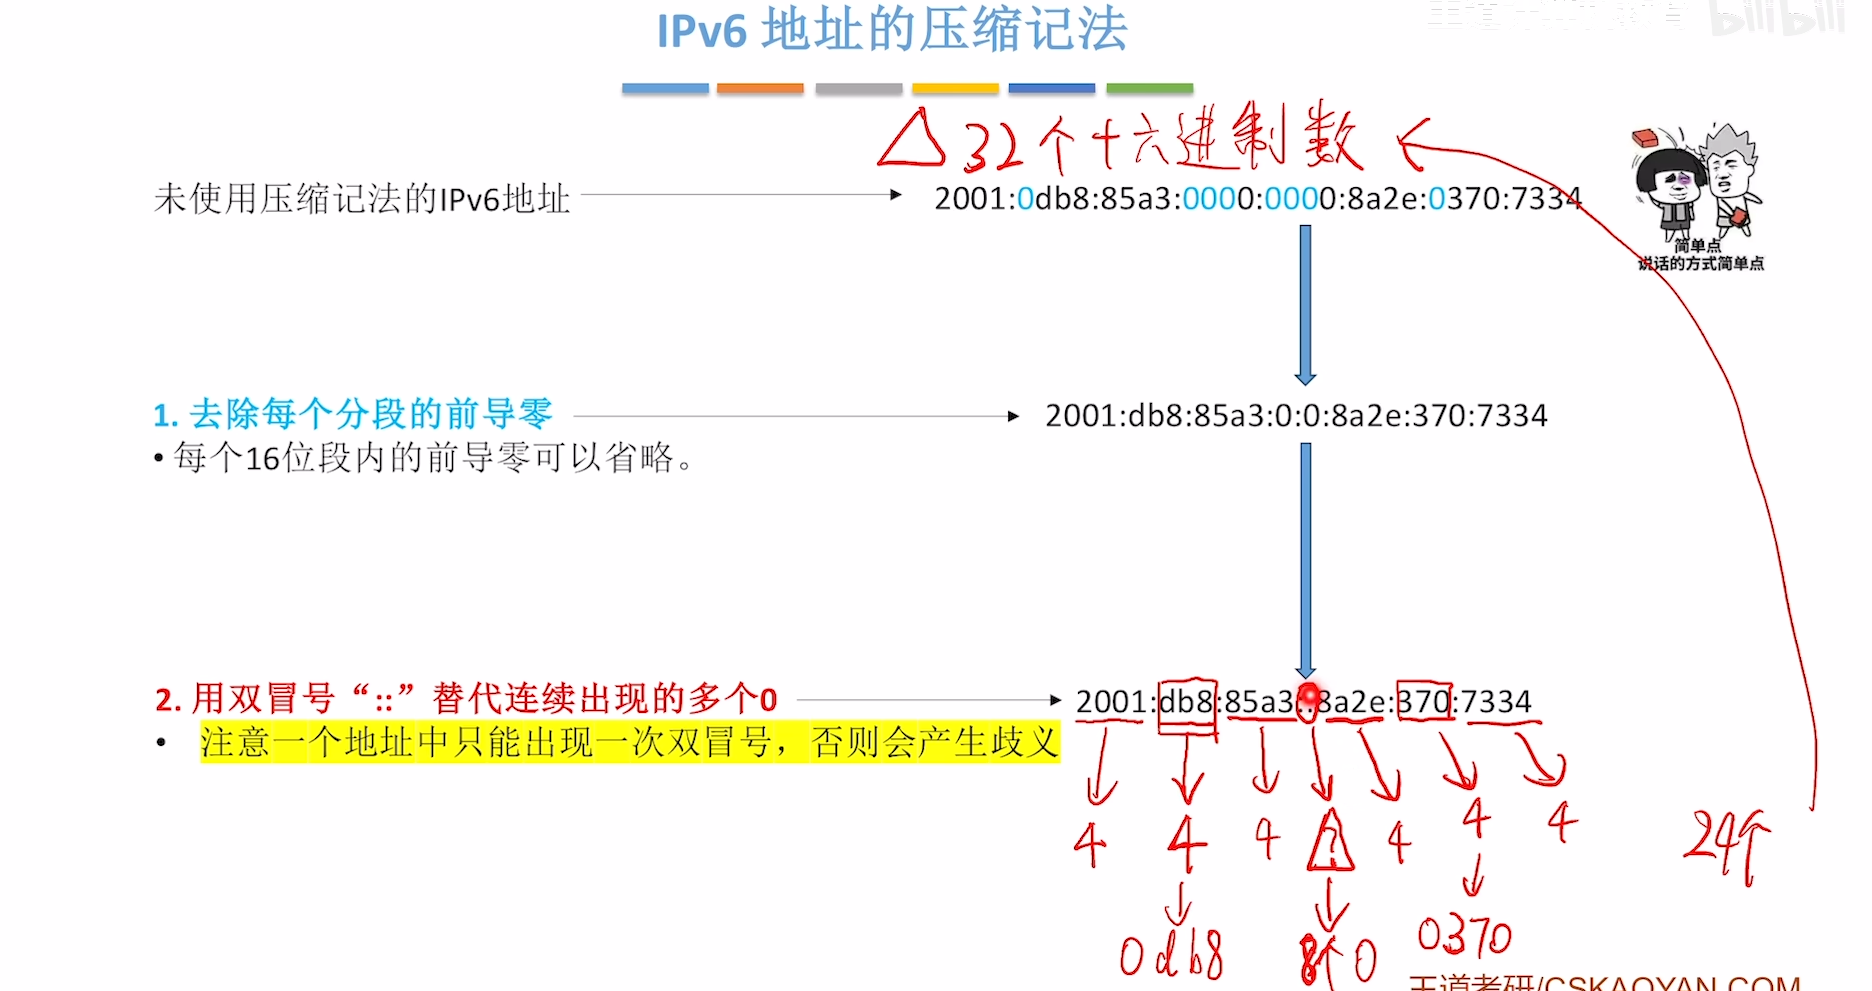 IPv6 地址的压缩记法
bilibili
△32个十六进制数
未使用压缩记法的IPv6地址
2001:0db8:85a3:0000:0000:8a2e:0370:7334
简单点
说话的方式简单点
1. 去除每个分段的前导零
2001:db8:85a3:0:0:8a2e:370:7334
• 每个16位段内的前导零可以省略。
2. 用双冒号“::”替代连续出现的多个0
2001:db8:85a3::8a2e:370:7334
• 注意一个地址中只能出现一次双冒号，否则会产生歧义
4 4 4 ? 4 4 4
24个
0db8 8个0 0370
王道考研/CSKAOYAN.COM